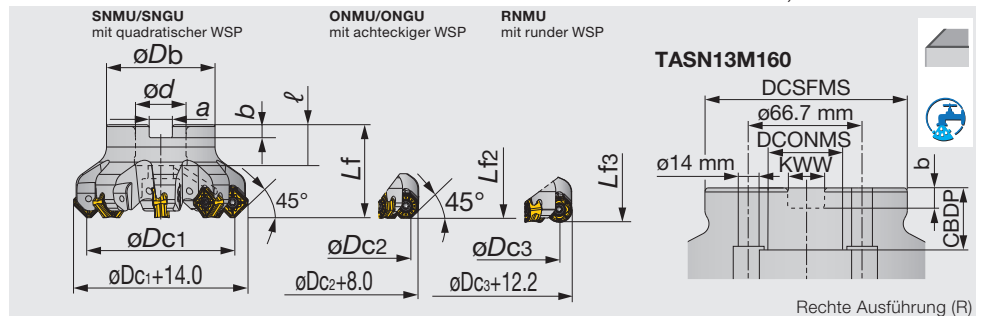 SNMU/SNGU
mit quadratischer WSP
ONMU/ONGU
mit achteckiger WSP
RNMU
mit runder WSP
øDb
ød
a
b
ℓ
Lf
45°
øDc1
øDc1+14.0
Lf2
45°
øDc2
øDc2+8.0
Lf3
øDc3
øDc3+12.2
TASN13M160
DCSFMS
ø66.7 mm
DCONMS
ø14 mm
KWW
b
CBDP
Rechte Ausführung (R)